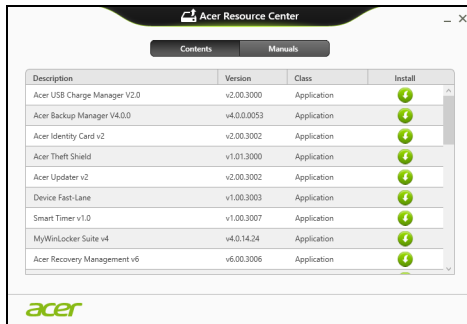 Acer Resource Center
Contents Manuals
Description Version Class Install
Acer USB Charge Manager V2.0 v2.00.3000 Application
Acer Backup Manager V4.0.0 v4.0.0.0053 Application
Acer Identity Card v2 v2.00.3002 Application
Acer Theft Shield v1.01.3000 Application
Acer Updater v2 v2.00.3002 Application
Device Fast-Lane v1.00.3003 Application
Smart Timer v1.0 v1.00.3007 Application
MyWinLocker Suite v4 v4.0.14.24 Application
Acer Recovery Management v6 v6.00.3006 Application
acer